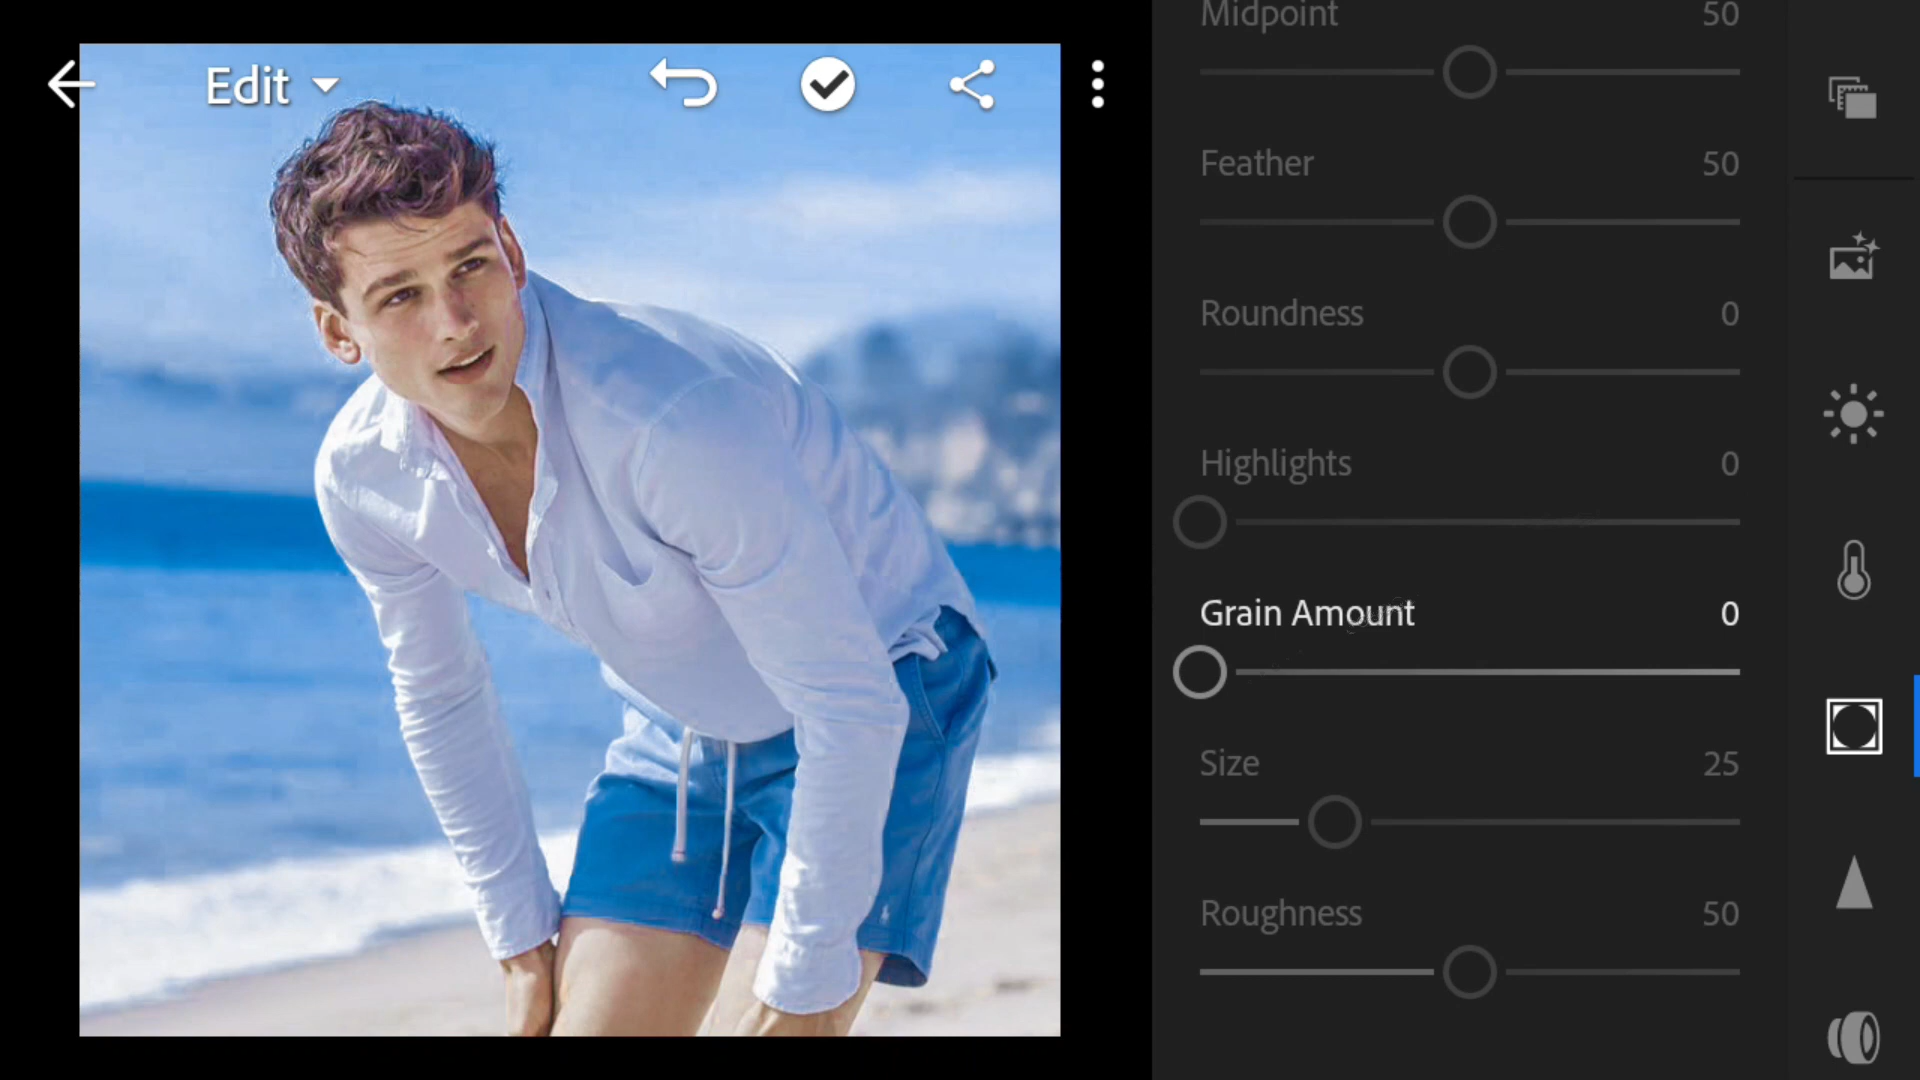 Edit
Midpoint 50
Feather 50
Roundness 0
Highlights 0
Grain Amount 0
Size 25
Roughness 50